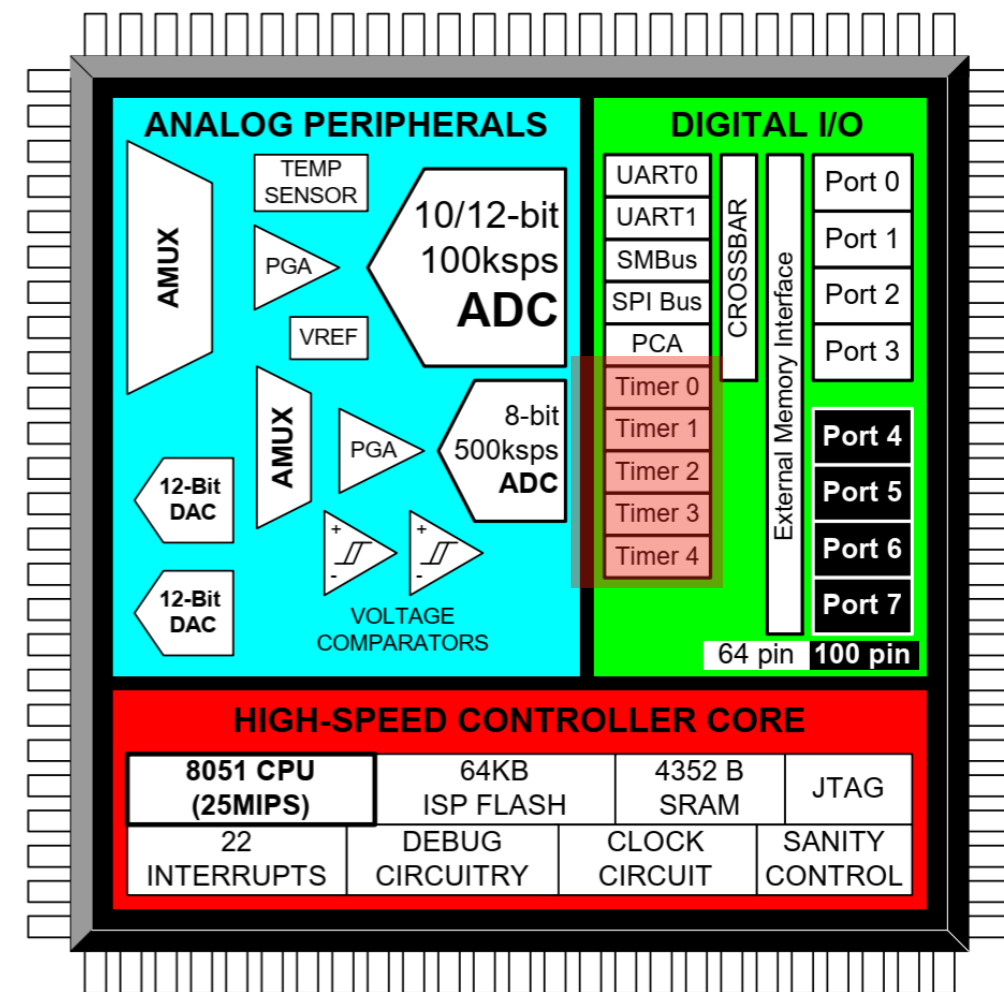 ANALOG PERIPHERALS
AMUX
TEMP
SENSOR
PGA
VREF
10/12-bit
100ksps
ADC
AMUX
PGA
8-bit
500ksps
ADC
12-Bit
DAC
12-Bit
DAC
+
-
+
-
VOLTAGE
COMPARATORS
DIGITAL I/O
UART0
UART1
SMBus
SPI Bus
PCA
Timer 0
Timer 1
Timer 2
Timer 3
Timer 4
CROSSBAR
External Memory Interface
Port 0
Port 1
Port 2
Port 3
Port 4
Port 5
Port 6
Port 7
64 pin 100 pin
HIGH-SPEED CONTROLLER CORE
8051 CPU
(25MIPS)
64KB
ISP FLASH
4352 B
SRAM
JTAG
22
INTERRUPTS
DEBUG
CIRCUITRY
CLOCK
CIRCUIT
SANITY
CONTROL